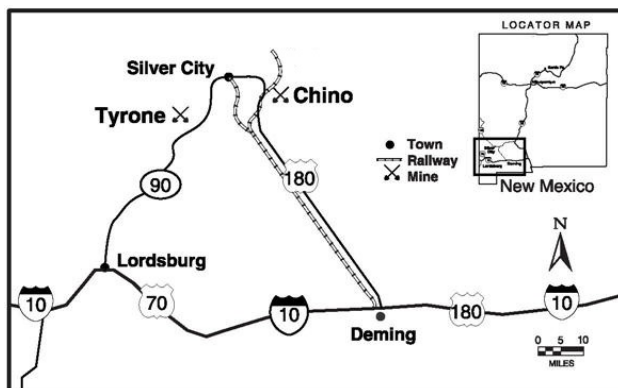 LOCATOR MAP
Silver City
Chino
Tyrone
Town
Railway
Mine
New Mexico
180
90
N
Lordsburg
10
70
10
180
10
Deming
0 5 10
MILES